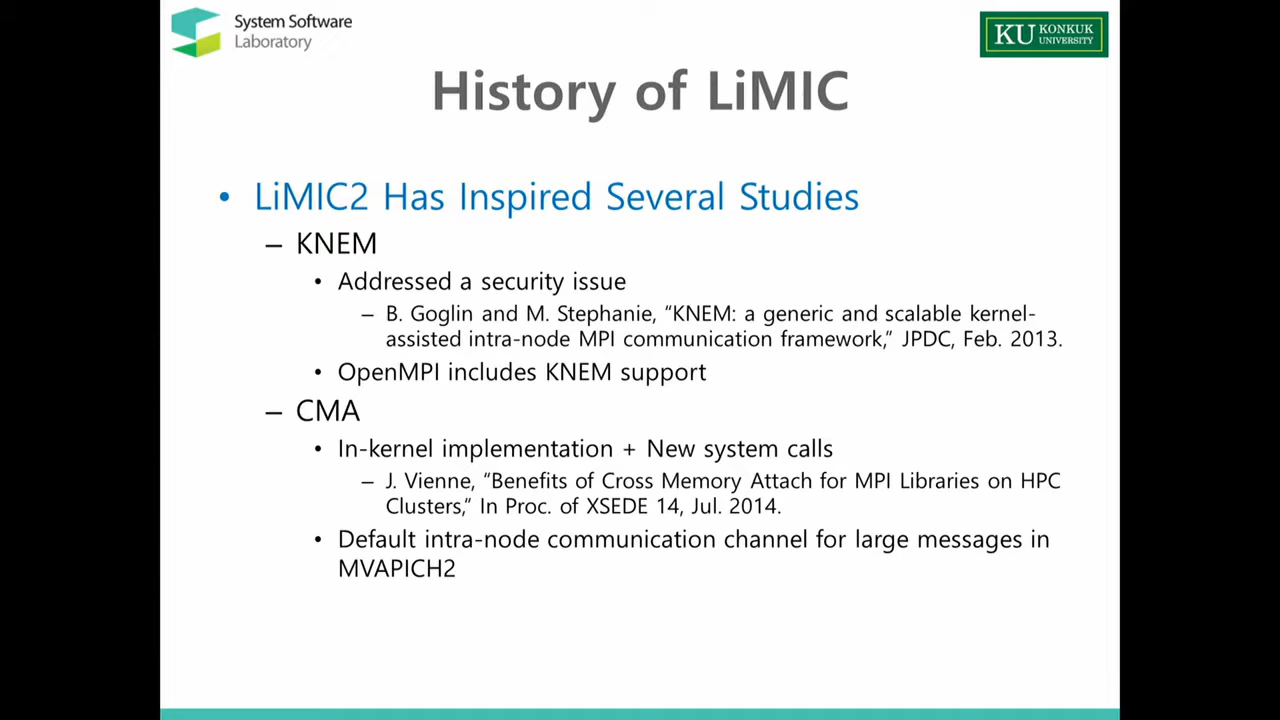 System Software
Laboratory
KU KONKUK
UNIVERSITY
History of LiMIC
• LiMIC2 Has Inspired Several Studies
– KNEM
• Addressed a security issue
– B. Goglin and M. Stephanie, “KNEM: a generic and scalable kernel-
assisted intra-node MPI communication framework,” JPDC, Feb. 2013.
• OpenMPI includes KNEM support
– CMA
• In-kernel implementation + New system calls
– J. Vienne, “Benefits of Cross Memory Attach for MPI Libraries on HPC
Clusters,” In Proc. of XSEDE 14, Jul. 2014.
• Default intra-node communication channel for large messages in
MVAPICH2